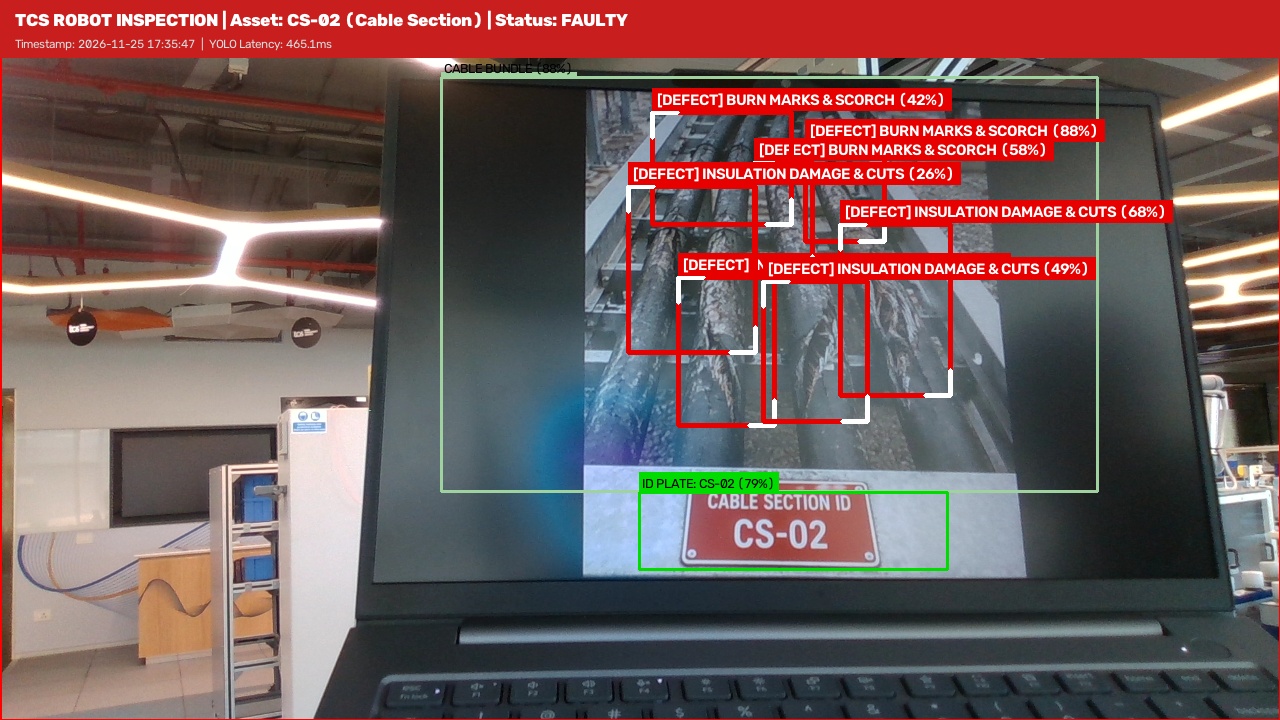 TCS ROBOT INSPECTION | Asset: CS-02 (Cable Section) | Status: FAULTY
Timestamp: 2026-11-25 17:35:47 | YOLO Latency: 465.1ms
CABLE BUNDLE (88%)
[DEFECT] BURN MARKS & SCORCH (42%)
[DEFECT] BURN MARKS & SCORCH (88%)
[DEFECT] BURN MARKS & SCORCH (58%)
[DEFECT] INSULATION DAMAGE & CUTS (26%)
[DEFECT] INSULATION DAMAGE & CUTS (68%)
[DEFECT]
[DEFECT] INSULATION DAMAGE & CUTS (49%)
ID PLATE: CS-02 (79%)
CABLE SECTION ID
CS-02